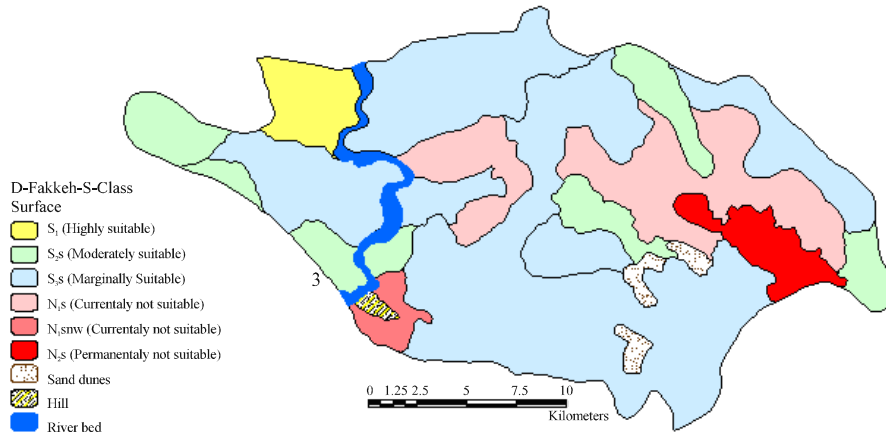 D-Fakkeh-S-Class
Surface
S₁ (Highly suitable)
S₂s (Moderately suitable)
S₃s (Marginally Suitable)
N₁s (Currentaly not suitable)
N₁snw (Currentaly not suitable)
N₂s (Permanentaly not suitable)
Sand dunes
Hill
River bed
3
0 1.25 2.5 5 7.5 10
Kilometers